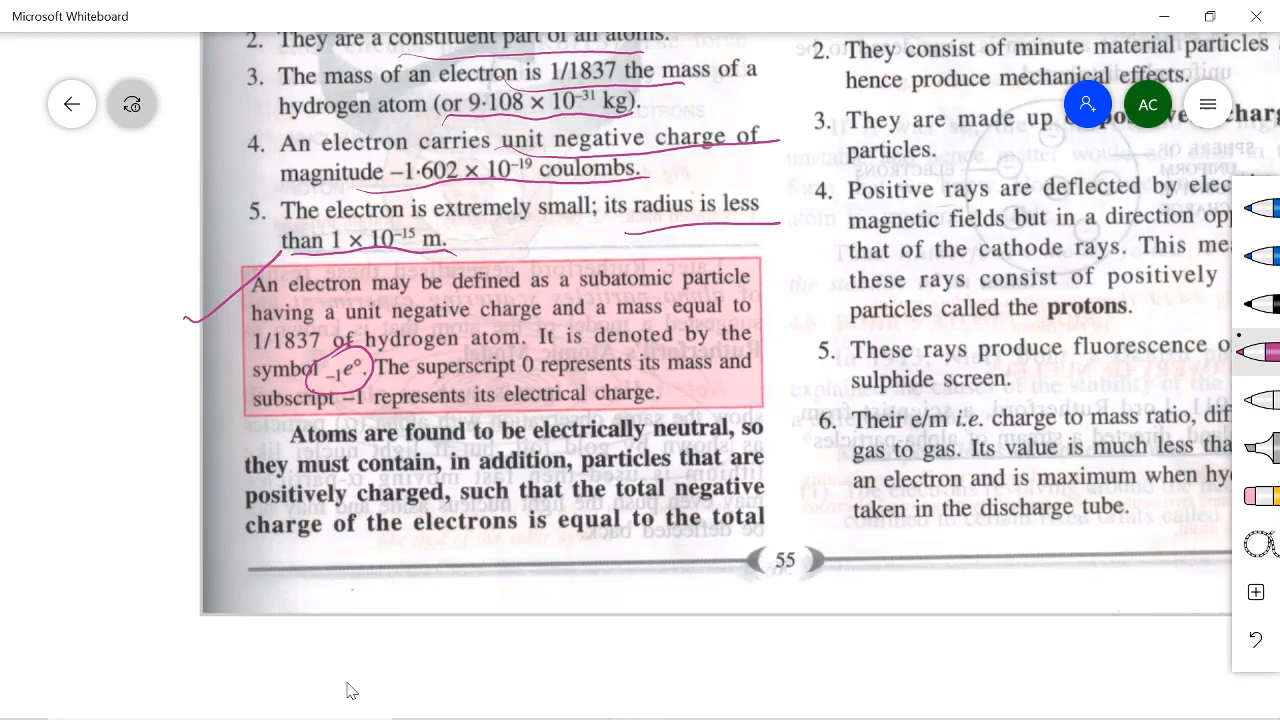 Microsoft Whiteboard
2. They are a constituent part of an atoms.
3. The mass of an electron is 1/1837 the mass of a
hydrogen atom (or 9·108 × 10⁻³¹ kg).
4. An electron carries unit negative charge of
magnitude –1·602 × 10⁻¹⁹ coulombs.
5. The electron is extremely small; its radius is less
than 1 × 10⁻¹⁵ m.
An electron may be defined as a subatomic particle
having a unit negative charge and a mass equal to
1/1837 of hydrogen atom. It is denoted by the
symbol ₋₁e⁰. The superscript 0 represents its mass and
subscript –1 represents its electrical charge.
Atoms are found to be electrically neutral, so
they must contain, in addition, particles that are
positively charged, such that the total negative
charge of the electrons is equal to the total
2. They consist of minute material particles
hence produce mechanical effects.
3. They are made up
particles.
4. Positive rays are deflected by elec
magnetic fields but in a direction op
that of the cathode rays. This me
these rays consist of positively
particles called the protons.
5. These rays produce fluorescence o
sulphide screen.
6. Their e/m i.e. charge to mass ratio, dif
gas to gas. Its value is much less tha
an electron and is maximum when hy
taken in the discharge tube.
55
AC